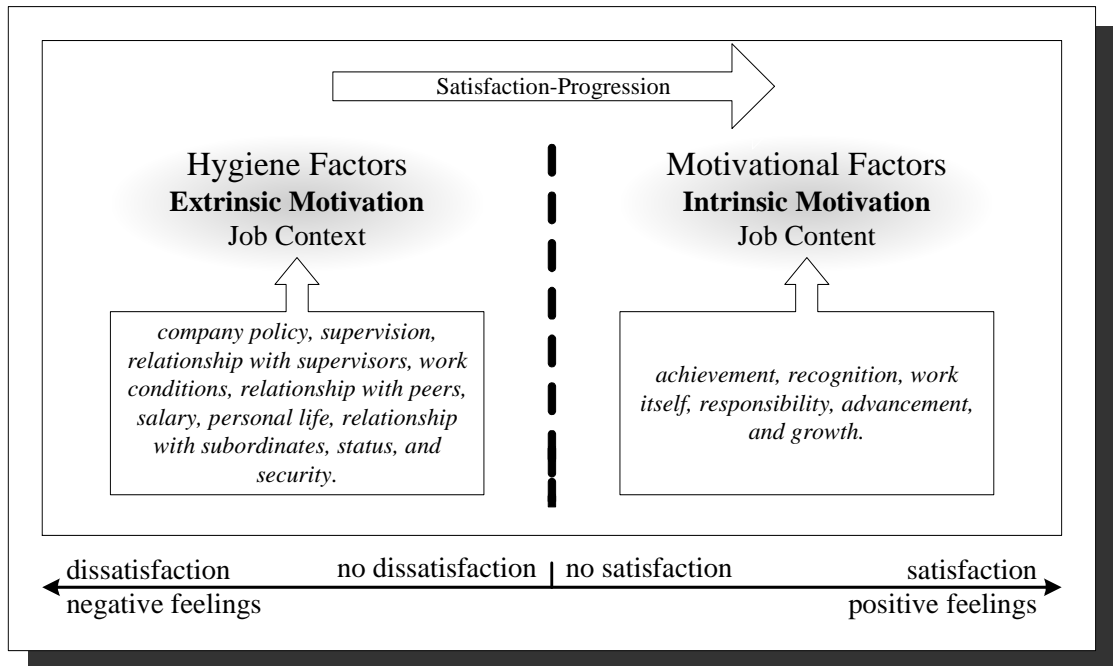 Satisfaction-Progression
Hygiene Factors
Extrinsic Motivation
Job Context
Motivational Factors
Intrinsic Motivation
Job Content
company policy, supervision,
relationship with supervisors, work
conditions, relationship with peers,
salary, personal life, relationship
with subordinates, status, and
security.
achievement, recognition, work
itself, responsibility, advancement,
and growth.
dissatisfaction
negative feelings
no dissatisfaction
no satisfaction
satisfaction
positive feelings